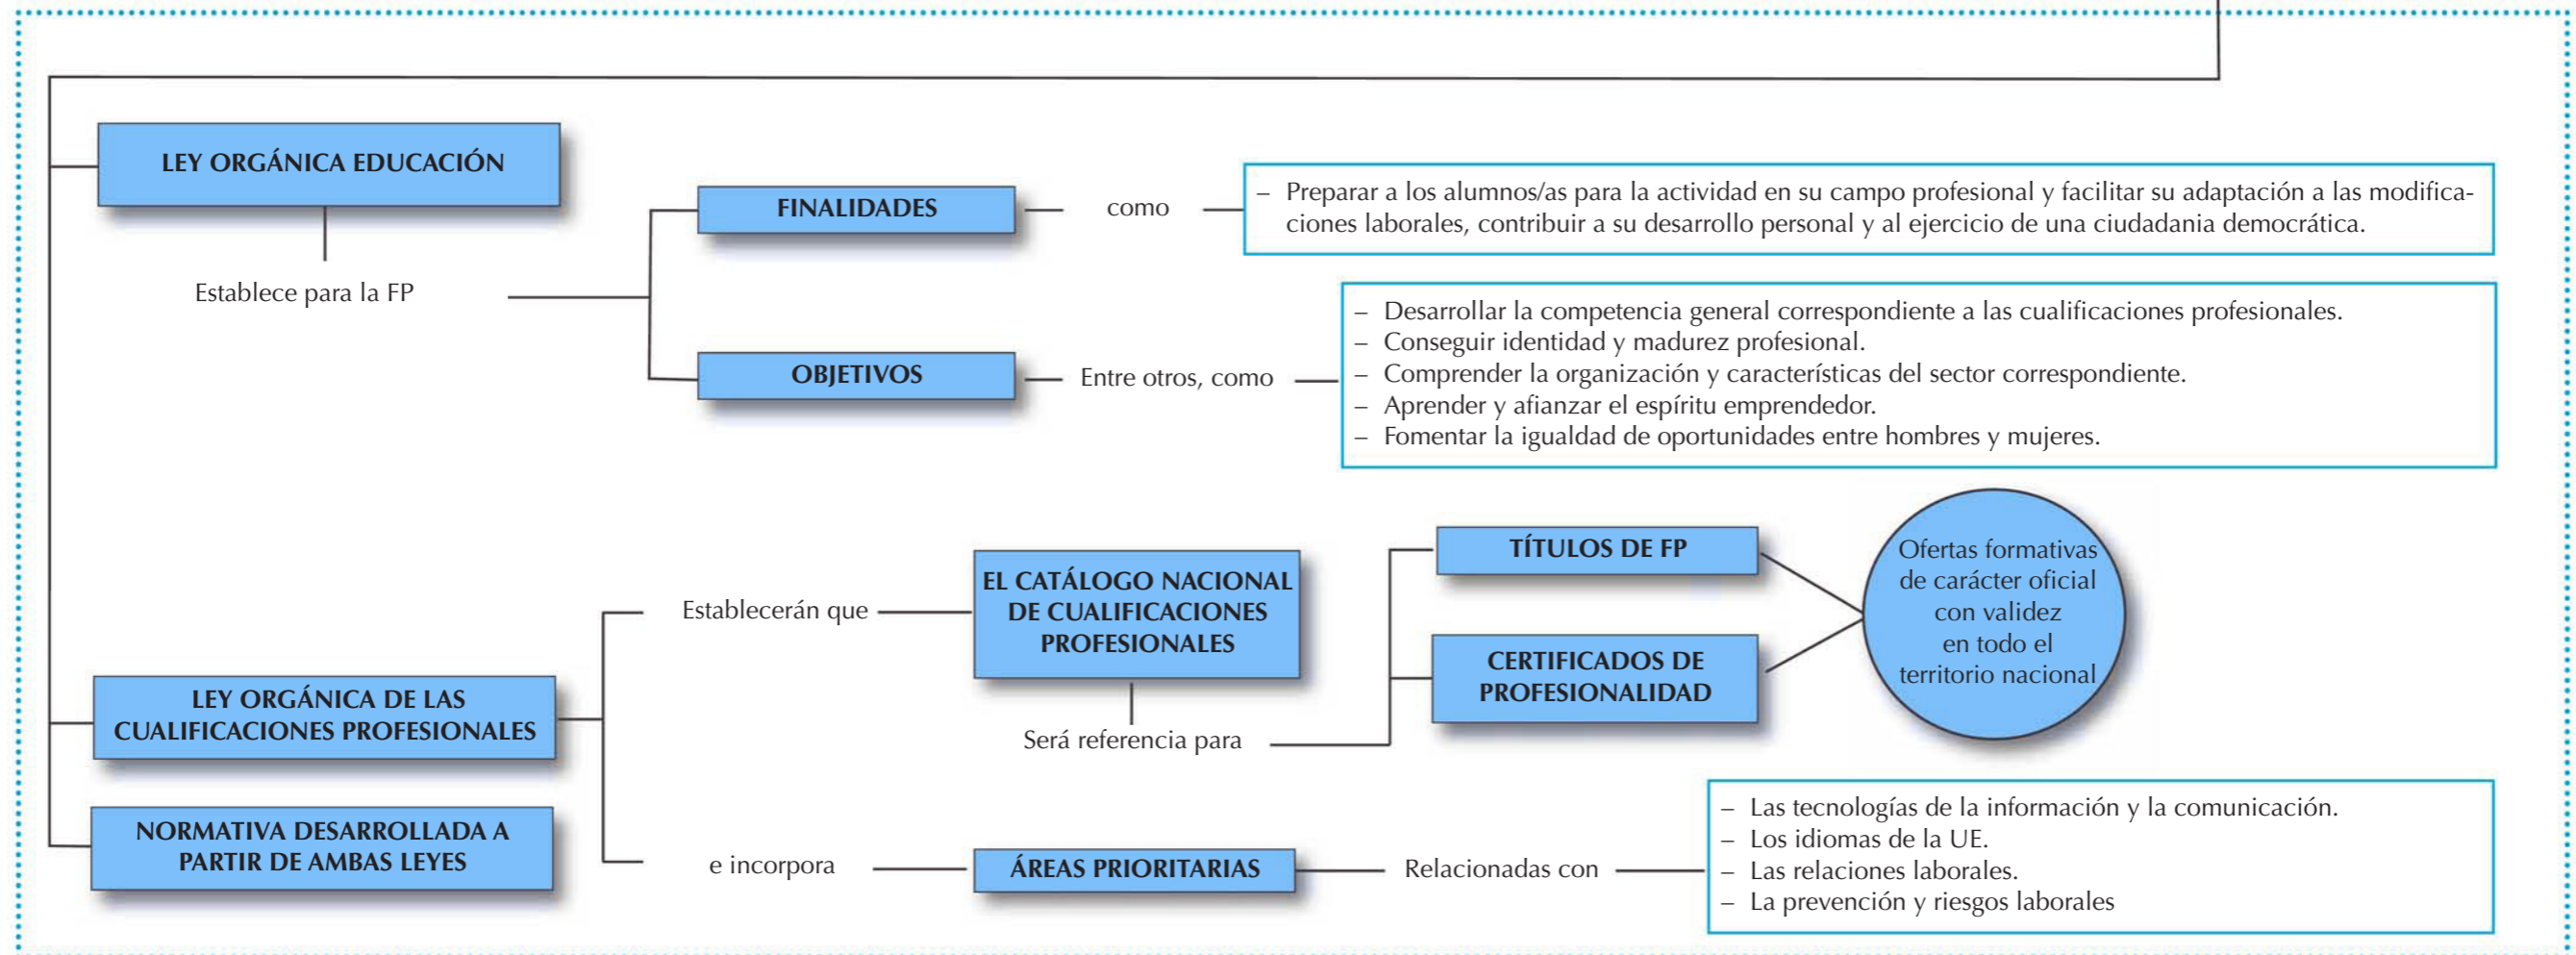 LEY ORGÁNICA EDUCACIÓN
Establece para la FP
FINALIDADES
como
– Preparar a los alumnos/as para la actividad en su campo profesional y facilitar su adaptación a las modifica-
ciones laborales, contribuir a su desarrollo personal y al ejercicio de una ciudadania democrática.
OBJETIVOS
Entre otros, como
– Desarrollar la competencia general correspondiente a las cualificaciones profesionales.
– Conseguir identidad y madurez profesional.
– Comprender la organización y características del sector correspondiente.
– Aprender y afianzar el espíritu emprendedor.
– Fomentar la igualdad de oportunidades entre hombres y mujeres.
LEY ORGÁNICA DE LAS
CUALIFICACIONES PROFESIONALES
Establecerán que
EL CATÁLOGO NACIONAL
DE CUALIFICACIONES
PROFESIONALES
Será referencia para
TÍTULOS DE FP
CERTIFICADOS DE
PROFESIONALIDAD
Ofertas formativas
de carácter oficial
con validez
en todo el
territorio nacional
NORMATIVA DESARROLLADA A
PARTIR DE AMBAS LEYES
e incorpora
ÁREAS PRIORITARIAS
Relacionadas con
– Las tecnologías de la información y la comunicación.
– Los idiomas de la UE.
– Las relaciones laborales.
– La prevención y riesgos laborales